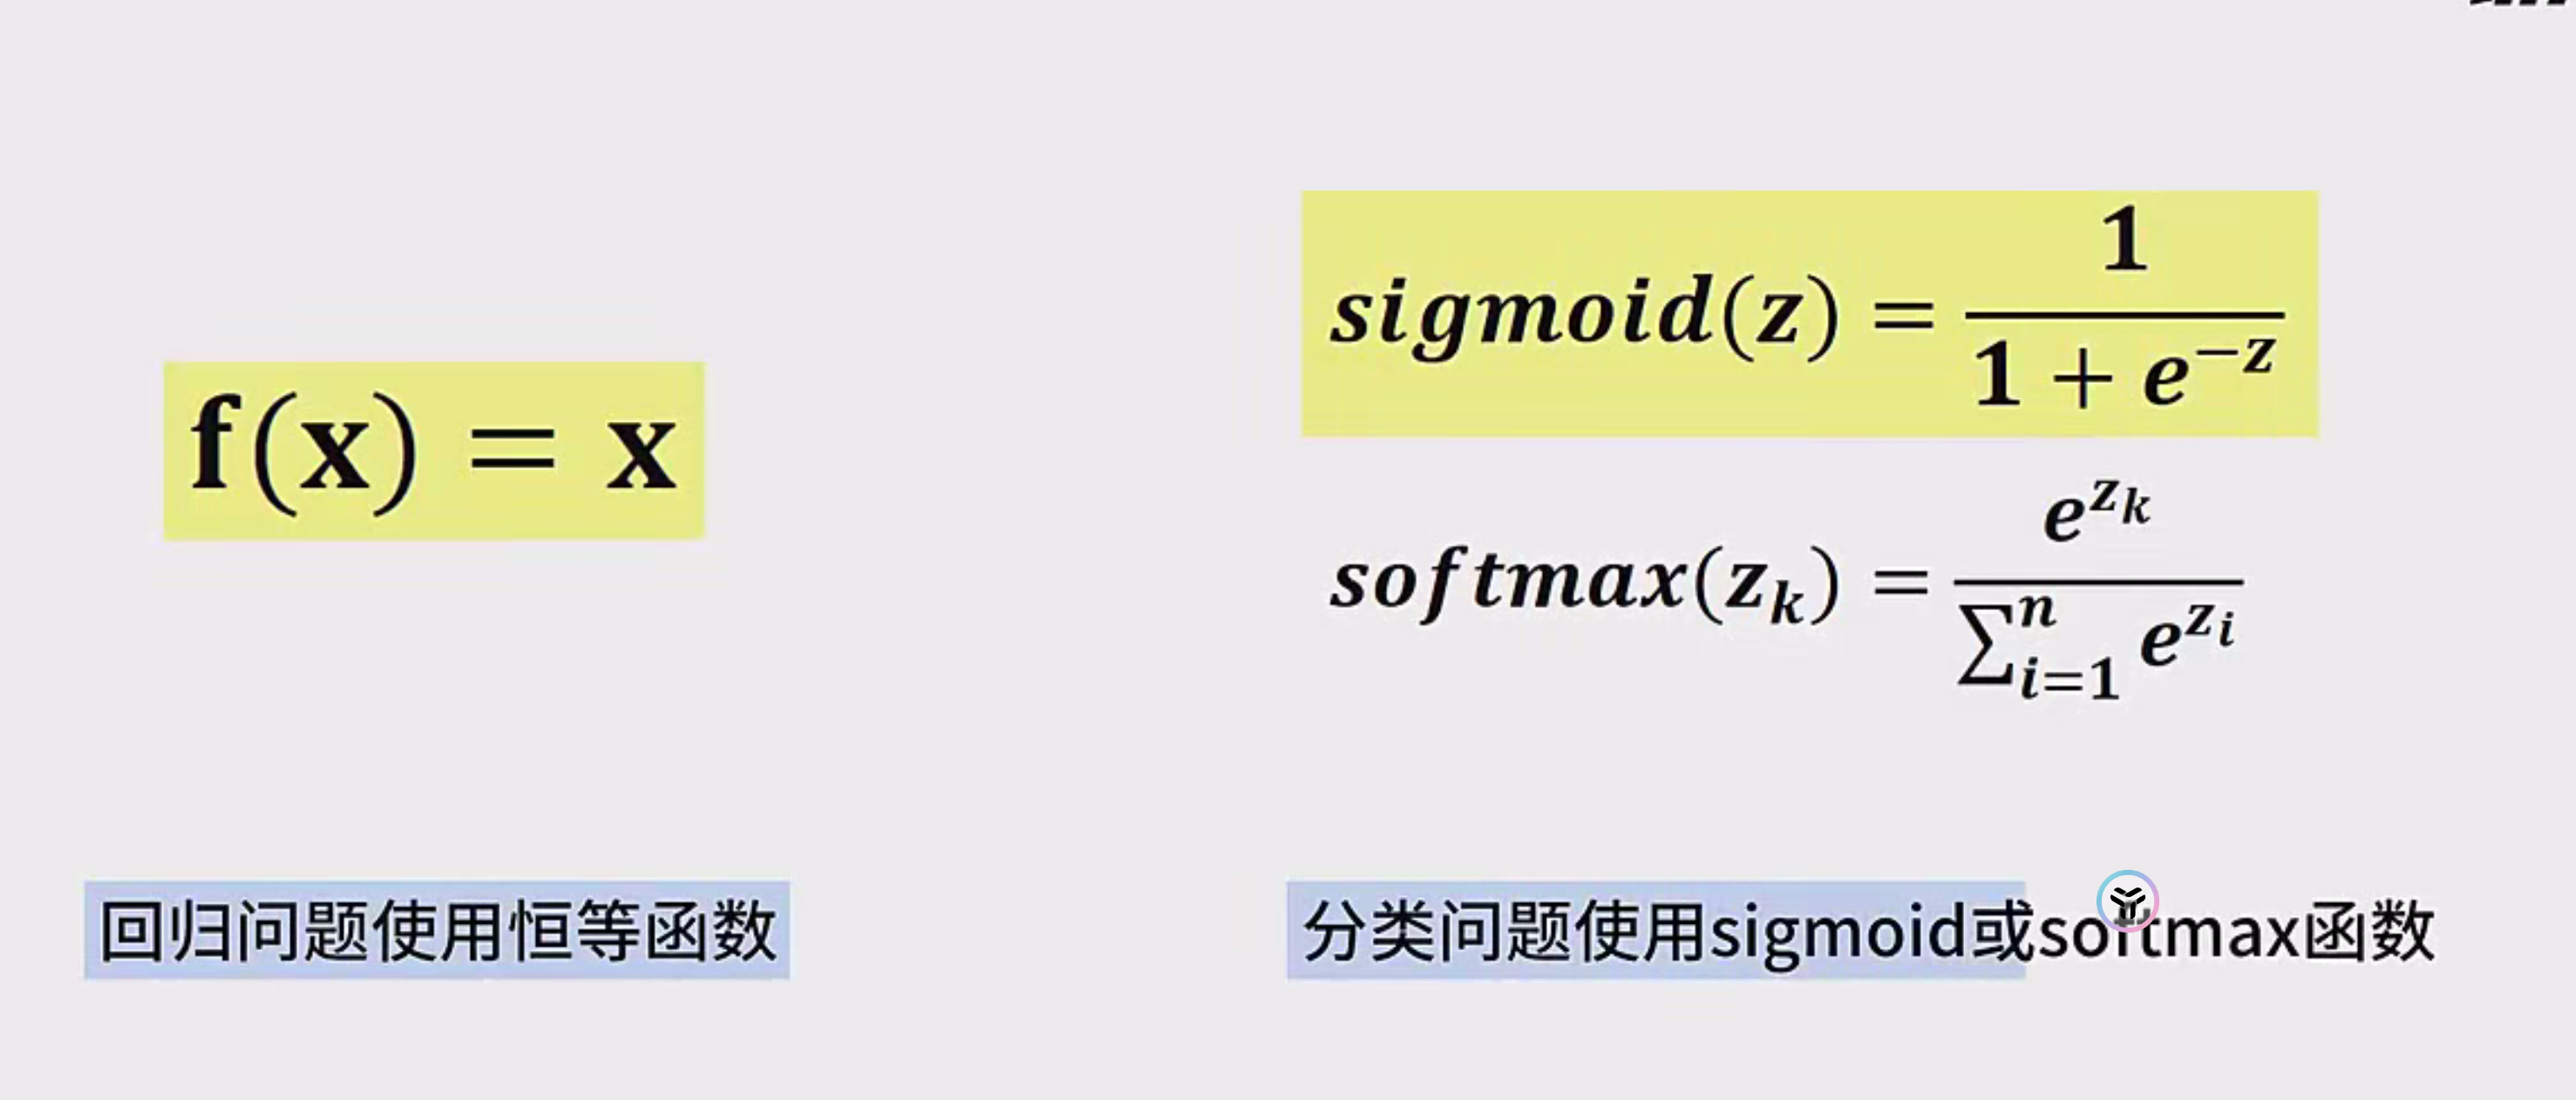 f(x) = x
sigmoid(z) = \frac{1}{1 + e^{-z}}
softmax(z_k) = \frac{e^{z_k}}{\sum_{i=1}^{n} e^{z_i}}
回归问题使用恒等函数
分类问题使用sigmoid或softmax函数